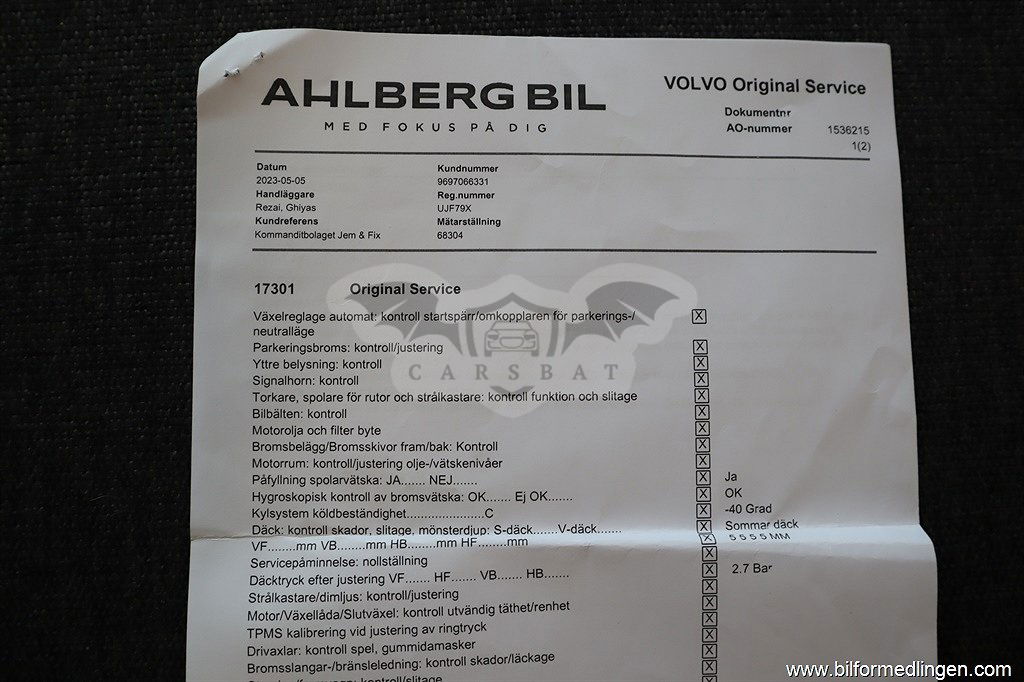 AHLBERG BIL
MED FOKUS PÅ DIG
VOLVO Original Service
Dokumentnr
AO-nummer 1536215
1(2)
Datum Kundnummer
2023-05-05 9697066331
Handläggare Reg.nummer
Rezai, Ghiyas UJF79X
Kundreferens Mätarställning
Kommanditbolaget Jem & Fix 68304
17301 Original Service
Växelreglage automat: kontroll startspärr/omkopplaren för parkerings-/ X
neutralläge
Parkeringsbroms: kontroll/justering X
Yttre belysning: kontroll X
Signalhorn: kontroll X
Torkare, spolare för rutor och strålkastare: kontroll funktion och slitage X
Bilbälten: kontroll X
Motorolja och filter byte X
Bromsbelägg/Bromsskivor fram/bak: Kontroll X
Motorrum: kontroll/justering olje-/vätskenivåer X
Påfyllning spolarvätska: JA....... NEJ....... X Ja
Hygroskopisk kontroll av bromsvätska: OK....... Ej OK....... X OK
Kylsystem köldbeständighet.......................C X -40 Grad
Däck: kontroll skador, slitage, mönsterdjup: S-däck....... V-däck....... X Sommar däck
VF........mm VB........mm HB........mm HF........mm X 5 5 5 5 MM
Servicepåminnelse: nollställning X
Däcktryck efter justering VF....... HF....... VB....... HB....... X 2.7 Bar
Strålkastare/dimljus: kontroll/justering X
Motor/Växellåda/Slutväxel: kontroll utvändig täthet/renhet X
TPMS kalibrering vid justering av ringtryck X
Drivaxlar: kontroll spel, gummidamasker X
Bromsslangar-/bränsleledning: kontroll skador/läckage X
kontroll/slitage
CARSBAT
www.bilformedlingen.com